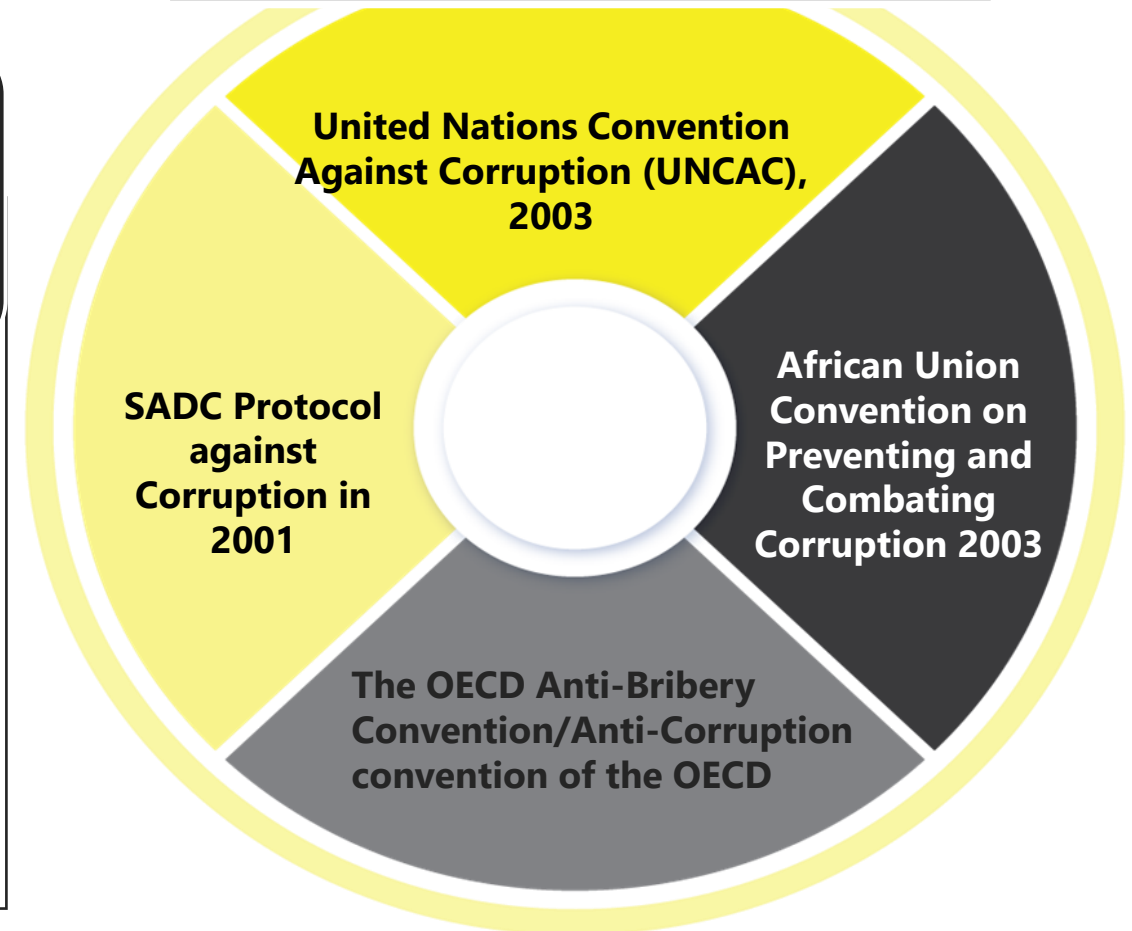 United Nations Convention
Against Corruption (UNCAC),
2003
African Union
Convention on
Preventing and
Combating
Corruption 2003
SADC Protocol
against
Corruption in
2001
The OECD Anti-Bribery
Convention/Anti-Corruption
convention of the OECD